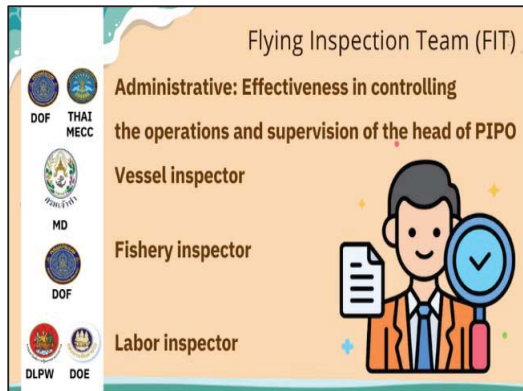 Flying Inspection Team (FIT)
Administrative: Effectiveness in controlling
the operations and supervision of the head of PIPO
DOF THAI MECC
Vessel inspector
MD
Fishery inspector
DOF
Labor inspector
DLPW DOE